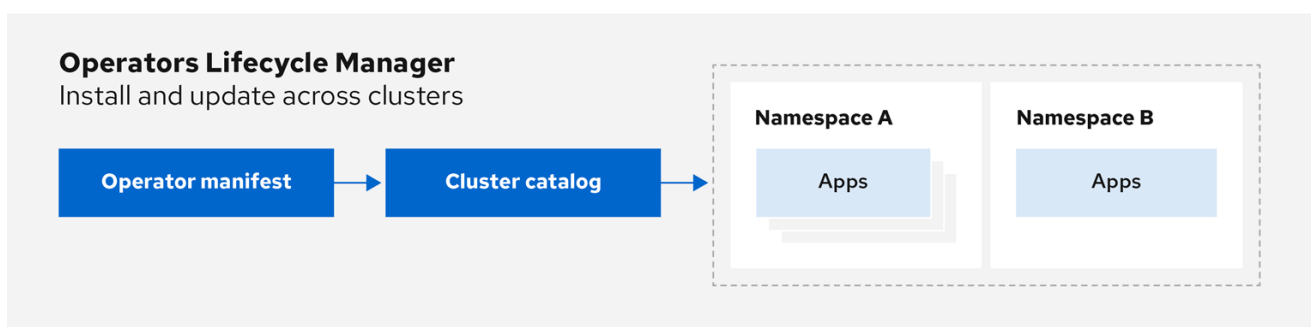 Operators Lifecycle Manager
Install and update across clusters
Operator manifest
Cluster catalog
Namespace A
Apps
Namespace B
Apps